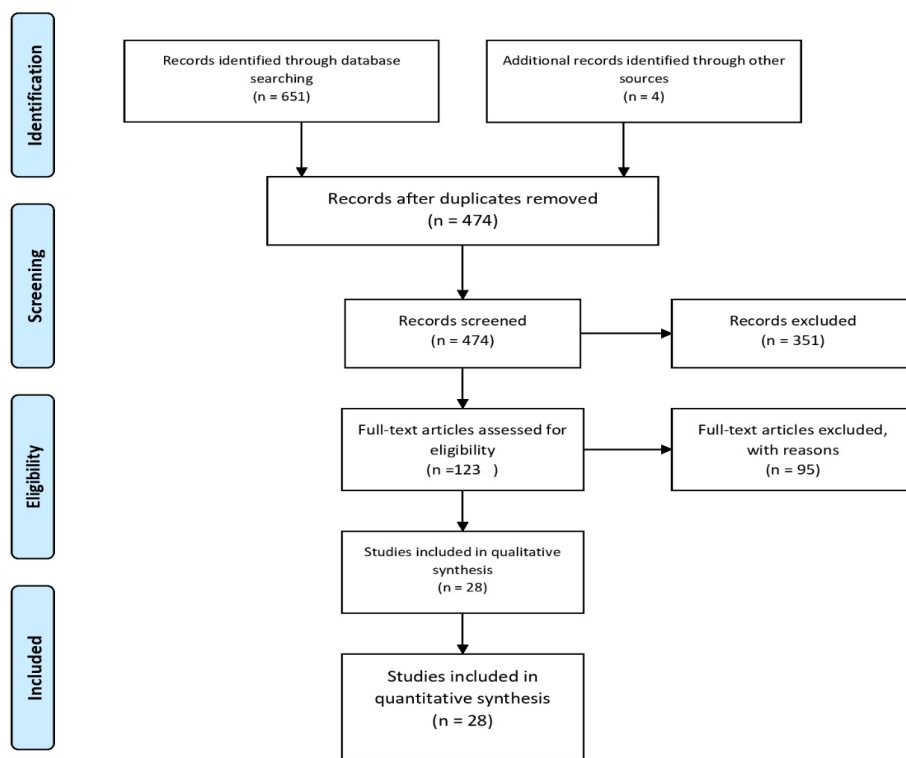 Identification
Records identified through database
searching
(n = 651)
Additional records identified through other
sources
(n = 4)
Records after duplicates removed
(n = 474)
Screening
Records screened
(n = 474)
Records excluded
(n = 351)
Eligibility
Full-text articles assessed for
eligibility
(n =123   )
Full-text articles excluded,
with reasons
(n = 95)
Studies included in qualitative
synthesis
(n = 28)
Included
Studies included in
quantitative synthesis
(n = 28)